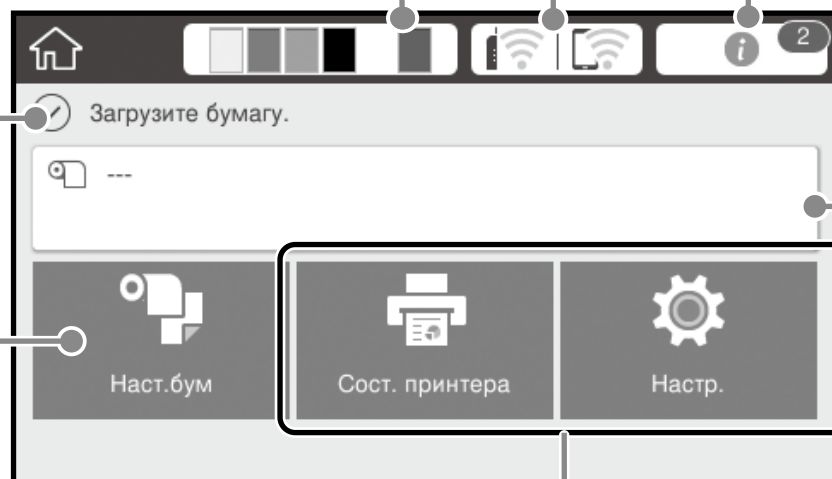 i 2
Загрузите бумагу.
---
Наст.бум
Сост. принтера
Настр.